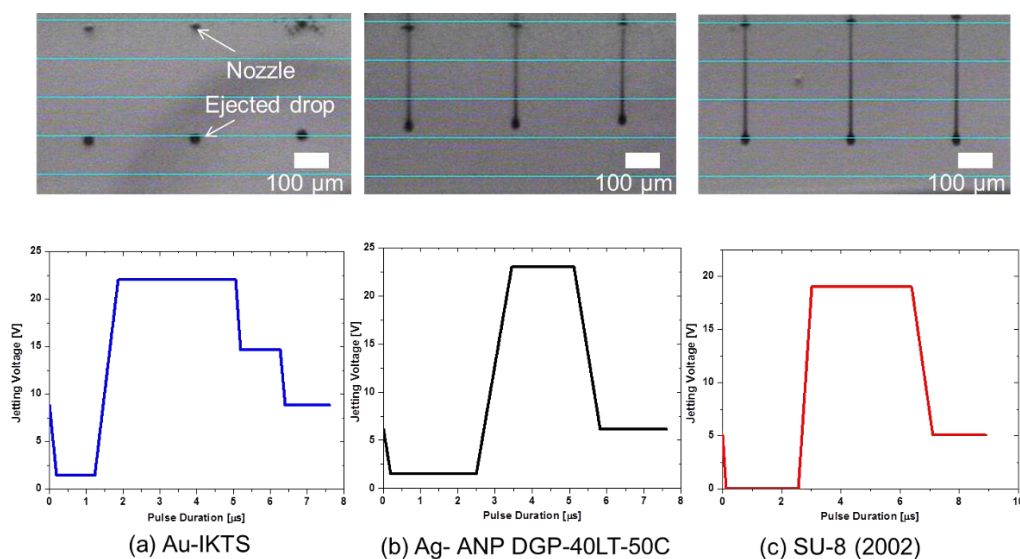 Nozzle
Ejected drop
100 µm
100 µm
100 µm
25
20
15
10
5
0
Jetting Voltage [V]
0 1 2 3 4 5 6 7 8
Pulse Duration [µs]
(a) Au-IKTS
25
20
15
10
5
0
Jetting Voltage [V]
0 1 2 3 4 5 6 7 8
Pulse Duration [µs]
(b) Ag- ANP DGP-40LT-50C
20
15
10
5
0
Jetting Voltage [V]
0 2 4 6 8 10
Pulse Duration [µs]
(c) SU-8 (2002)